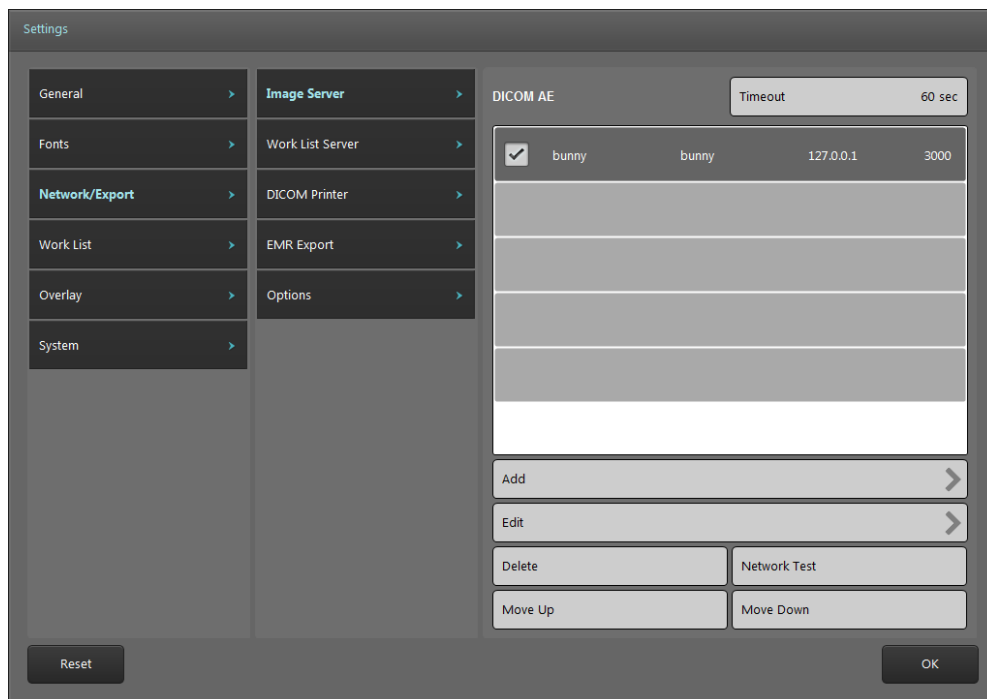 Settings
General
Fonts
Network/Export
Work List
Overlay
System
Image Server
Work List Server
DICOM Printer
EMR Export
Options
DICOM AE
Timeout 60 sec
bunny bunny 127.0.0.1 3000
Add
Edit
Delete Network Test
Move Up Move Down
Reset OK